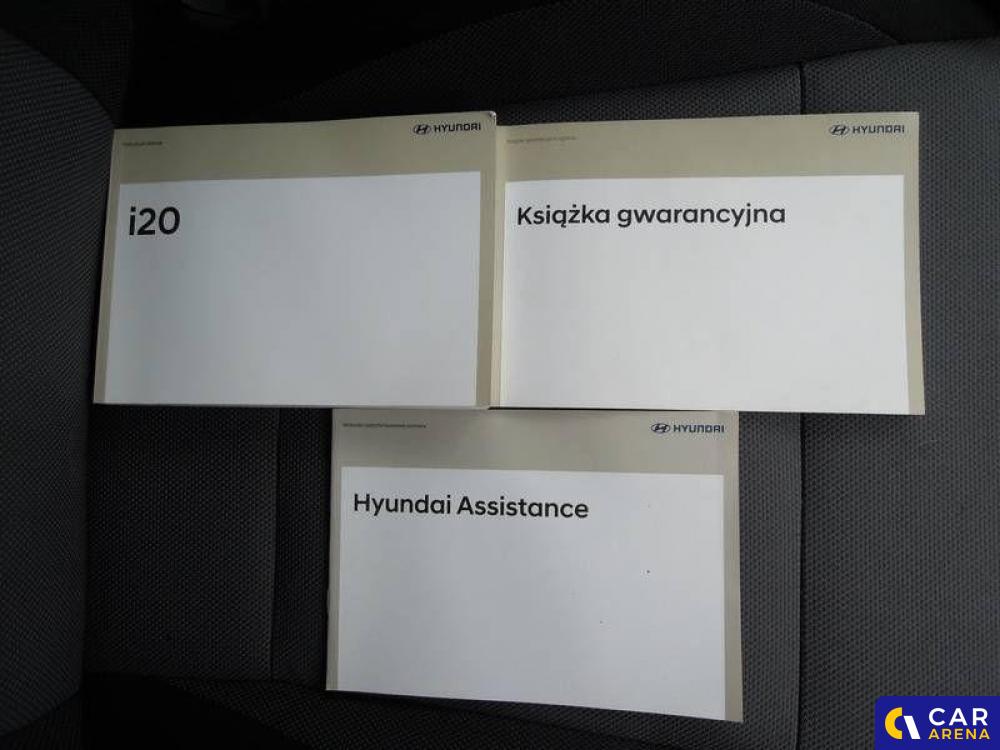 HYUNDAI
i20
HYUNDAI
Książka gwarancyjna
HYUNDAI
Hyundai Assistance
CAR
ARENA